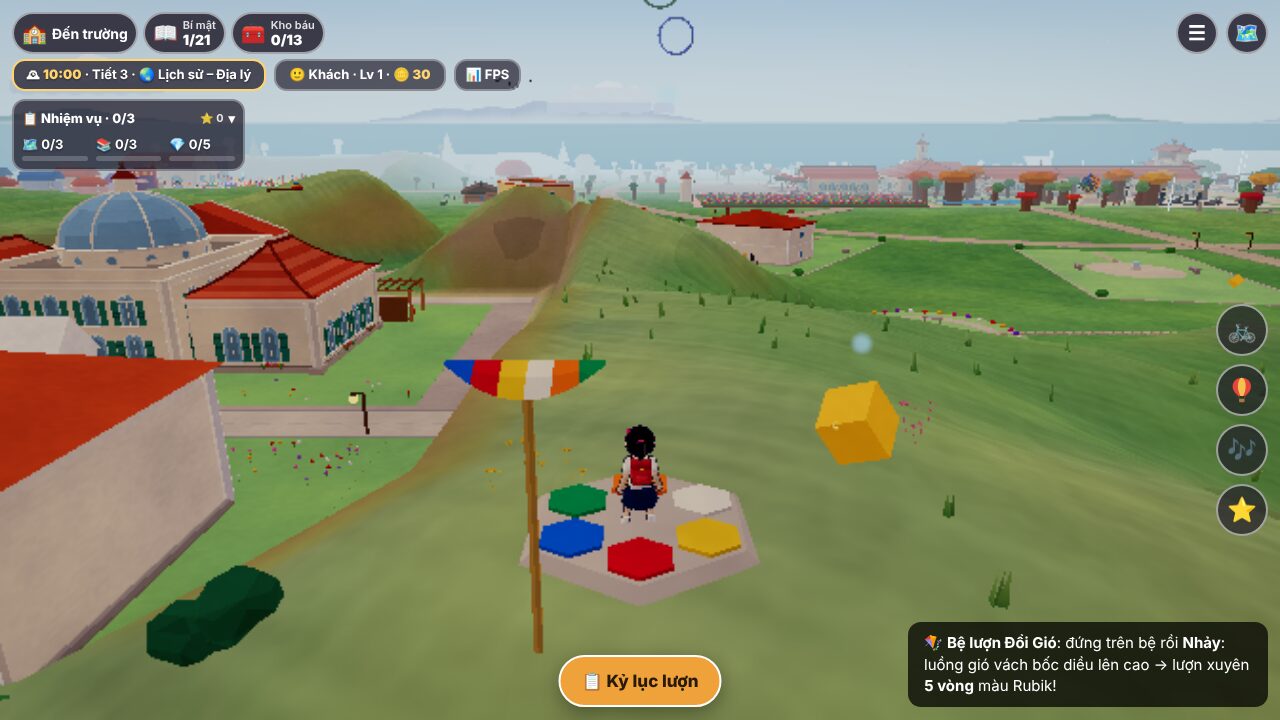 Đến trường
Bí mật
1/21
Kho báu
0/13
10:00 · Tiết 3 · Lịch sử – Địa lý
Khách · Lv 1 · 30
FPS
Nhiệm vụ · 0/3
0 ▾
0/3
0/3
0/5
Kỷ lục lượn
Bệ lượn Đồi Gió: đứng trên bệ rồi Nhảy:
luồng gió vách bốc diều lên cao → lượn xuyên
5 vòng màu Rubik!